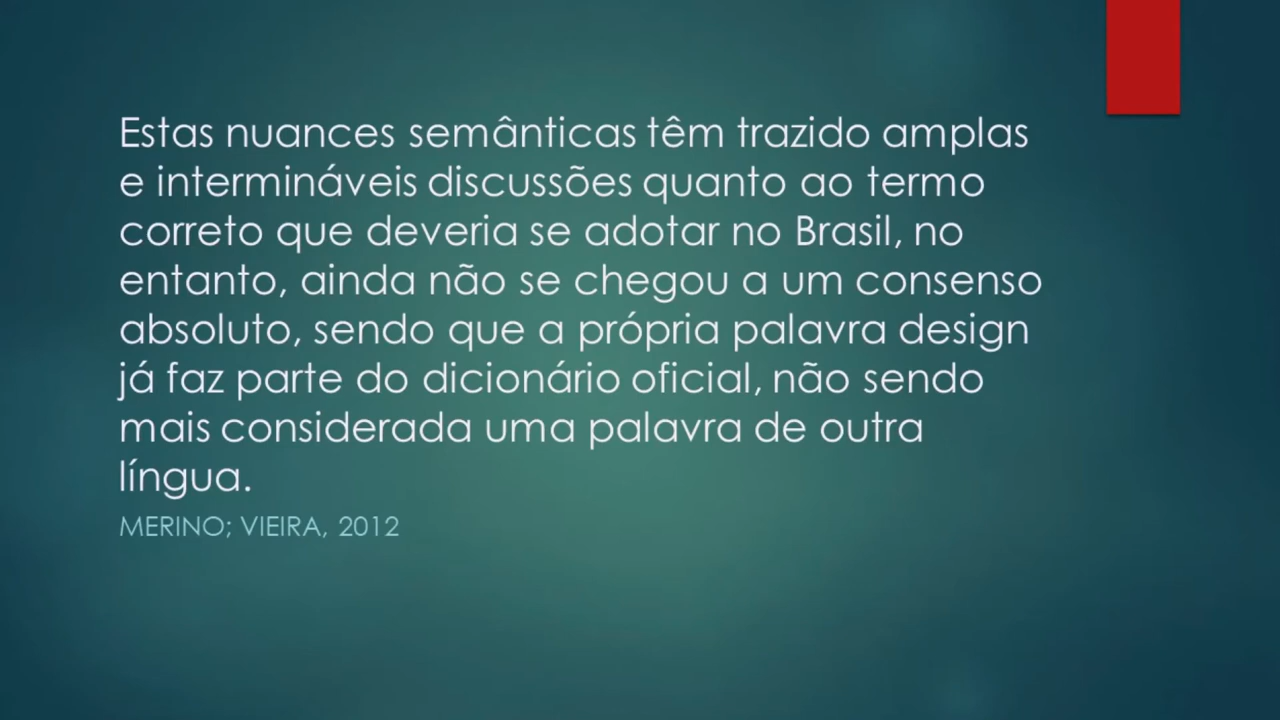 Estas nuances semânticas têm trazido amplas
e intermináveis discussões quanto ao termo
correto que deveria se adotar no Brasil, no
entanto, ainda não se chegou a um consenso
absoluto, sendo que a própria palavra design
já faz parte do dicionário oficial, não sendo
mais considerada uma palavra de outra
língua.
MERINO; VIEIRA, 2012